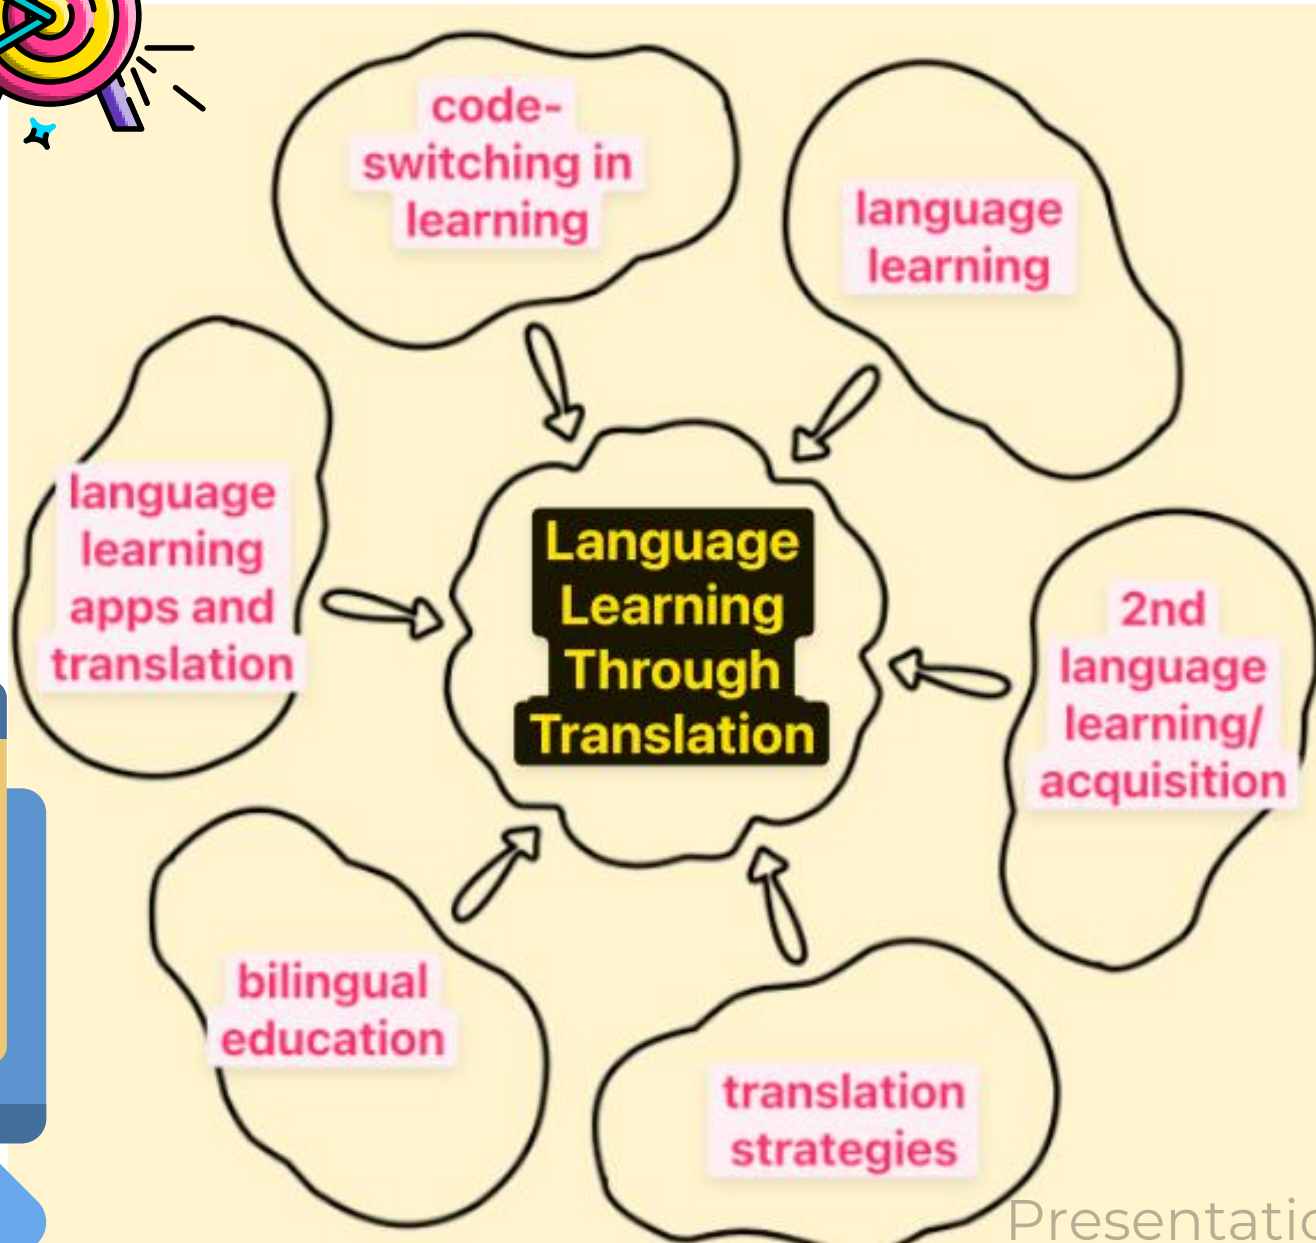 code-
switching in
learning
language
learning
language
learning
apps and
translation
Language
Learning
Through
Translation
2nd
language
learning/
acquisition
bilingual
education
translation
strategies
Presentatio